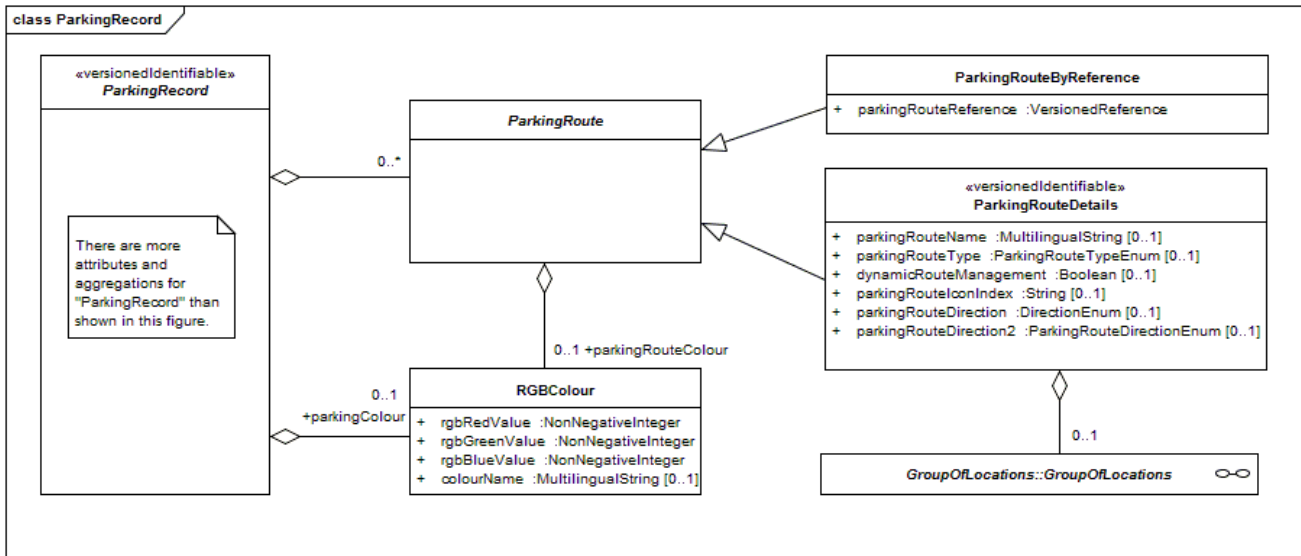 class ParkingRecord
«versionedIdentifiable»
ParkingRecord
There are more
attributes and
aggregations for
"ParkingRecord" than
shown in this figure.
0..*
ParkingRoute
ParkingRouteByReference
+ parkingRouteReference :VersionedReference
«versionedIdentifiable»
ParkingRouteDetails
+ parkingRouteName :MultilingualString [0..1]
+ parkingRouteType :ParkingRouteTypeEnum [0..1]
+ dynamicRouteManagement :Boolean [0..1]
+ parkingRouteIconIndex :String [0..1]
+ parkingRouteDirection :DirectionEnum [0..1]
+ parkingRouteDirection2 :ParkingRouteDirectionEnum [0..1]
0..1 +parkingRouteColour
0..1
+parkingColour
RGBColour
+ rgbRedValue :NonNegativeInteger
+ rgbGreenValue :NonNegativeInteger
+ rgbBlueValue :NonNegativeInteger
+ colourName :MultilingualString [0..1]
0..1
GroupOfLocations::GroupOfLocations